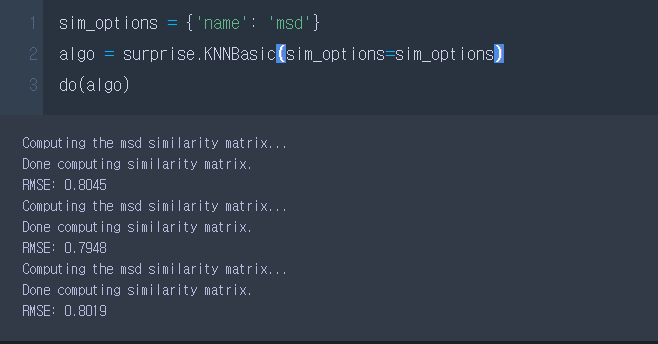 1 sim_options = {'name': 'msd'}
2 algo = surprise.KNNBasic(sim_options=sim_options)
3 do(algo)
Computing the msd similarity matrix...
Done computing similarity matrix.
RMSE: 0.8045
Computing the msd similarity matrix...
Done computing similarity matrix.
RMSE: 0.7948
Computing the msd similarity matrix...
Done computing similarity matrix.
RMSE: 0.8019